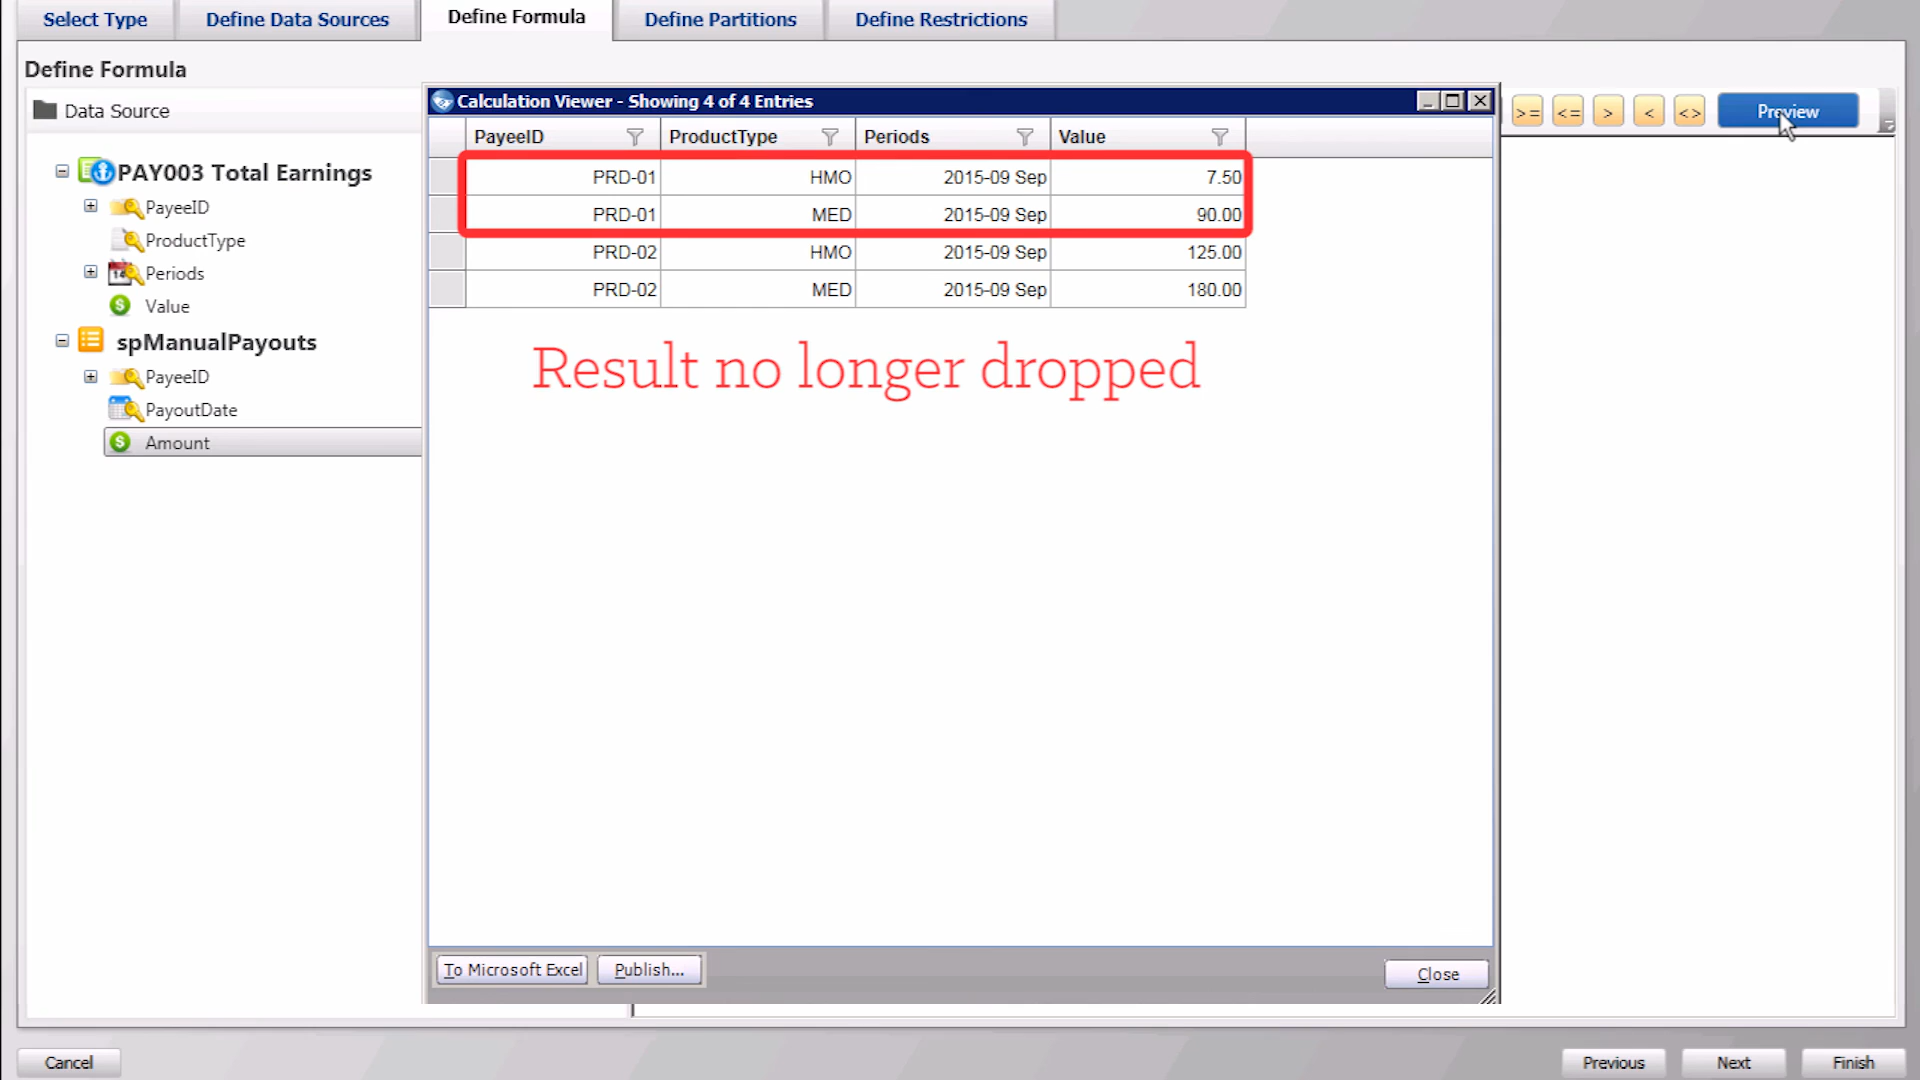 Select Type
Define Data Sources
Define Formula
Define Partitions
Define Restrictions
Define Formula
Data Source
PAY003 Total Earnings
PayeeID
ProductType
Periods
Value
spManualPayouts
PayeeID
PayoutDate
Amount
Calculation Viewer - Showing 4 of 4 Entries
PayeeID ProductType Periods Value
PRD-01 HMO 2015-09 Sep 7.50
PRD-01 MED 2015-09 Sep 90.00
PRD-02 HMO 2015-09 Sep 125.00
PRD-02 MED 2015-09 Sep 180.00
Result no longer dropped
To Microsoft Excel
Publish...
Close
>= <= > < <>
Preview
Cancel
Previous
Next
Finish